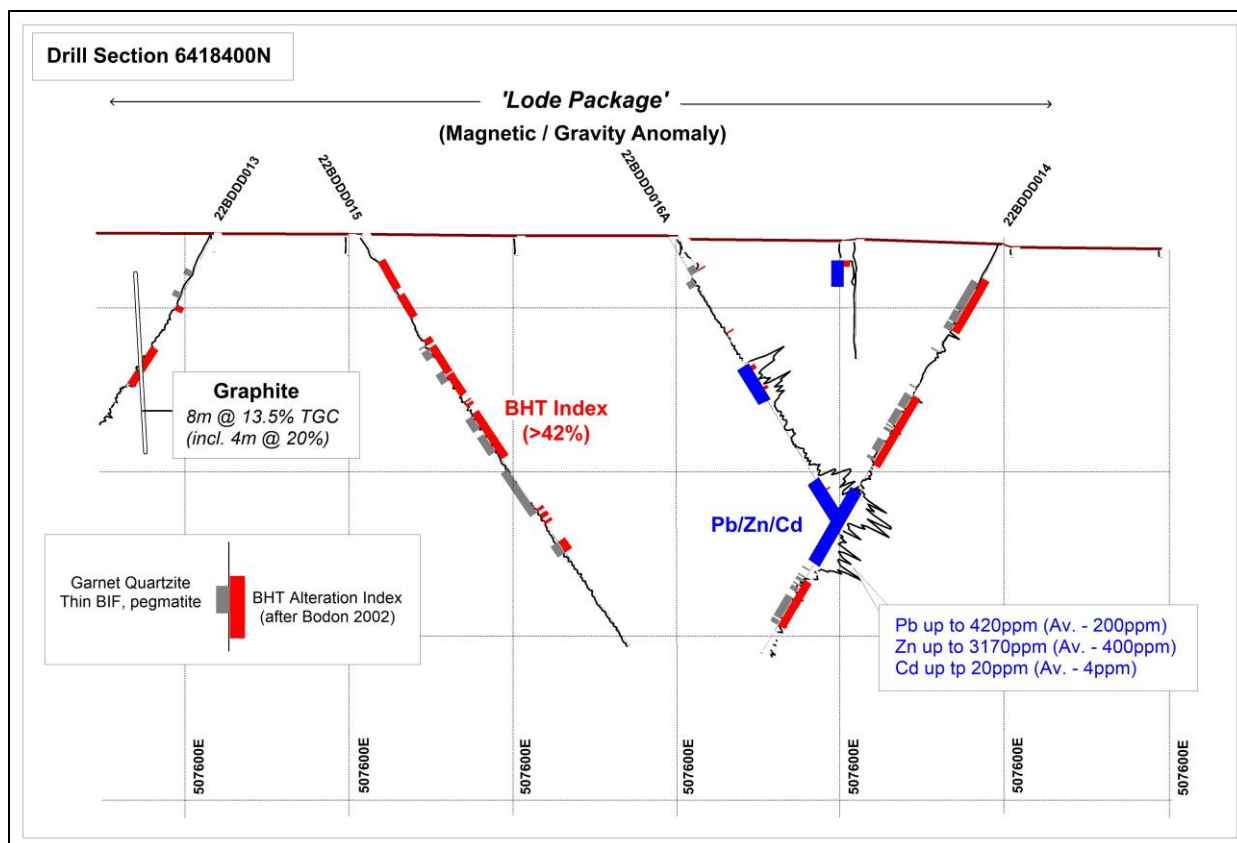 Drill Section 6418400N
'Lode Package'
(Magnetic / Gravity Anomaly)
22BDDD013
22BDDD015
22BDDD016A
22BDDD014
Graphite
8m @ 13.5% TGC
(incl. 4m @ 20%)
BHT Index
(>42%)
Pb/Zn/Cd
Garnet Quartzite
Thin BIF, pegmatite
BHT Alteration Index
(after Bodon 2002)
Pb up to 420ppm (Av. - 200ppm)
Zn up to 3170ppm (Av. - 400ppm)
Cd up tp 20ppm (Av. - 4ppm)
507600E
507600E
507600E
507600E
507600E
507600E
507600E